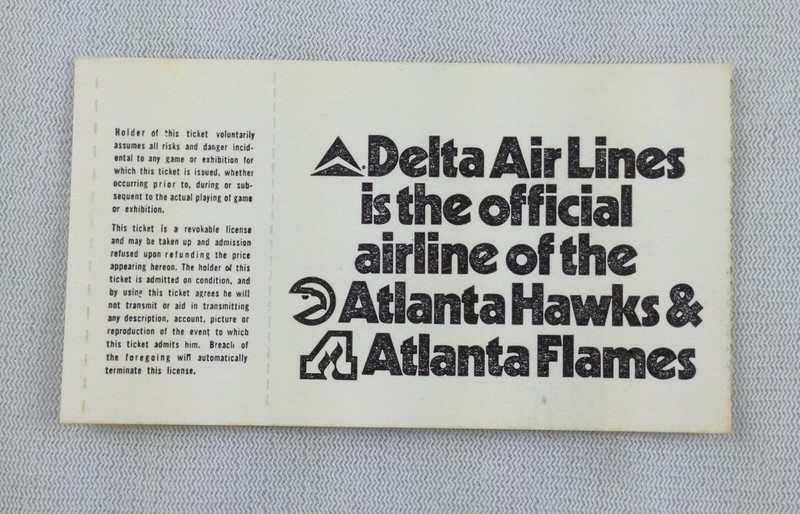 Holder of this ticket voluntarily
assumes all risks and danger incid-
ental to any game or exhibition for
which this ticket is issued, whether
occurring prior to, during or sub-
sequent to the actual playing of game
or exhibition.
This ticket is a revokable license
and may be taken up and admission
refused upon refunding the price
appearing hereon. The holder of this
ticket is admitted on condition, and
by using this ticket agrees he will
not transmit or aid in transmitting
any description, account, picture or
reproduction of the event to which
this ticket admits him. Breach of
the foregoing will automatically
terminate this license.
Delta Air Lines
is the official
airline of the
Atlanta Hawks &
Atlanta Flames